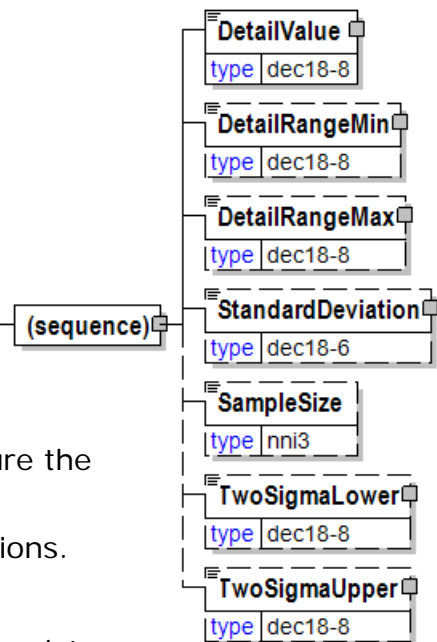 DetailValue
type dec18-8
DetailRangeMin
type dec18-8
DetailRangeMax
type dec18-8
(sequence)
StandardDeviation
type dec18-6
SampleSize
type nni3
the
TwoSigmaLower
type dec18-8
TwoSigmaUpper
type dec18-8